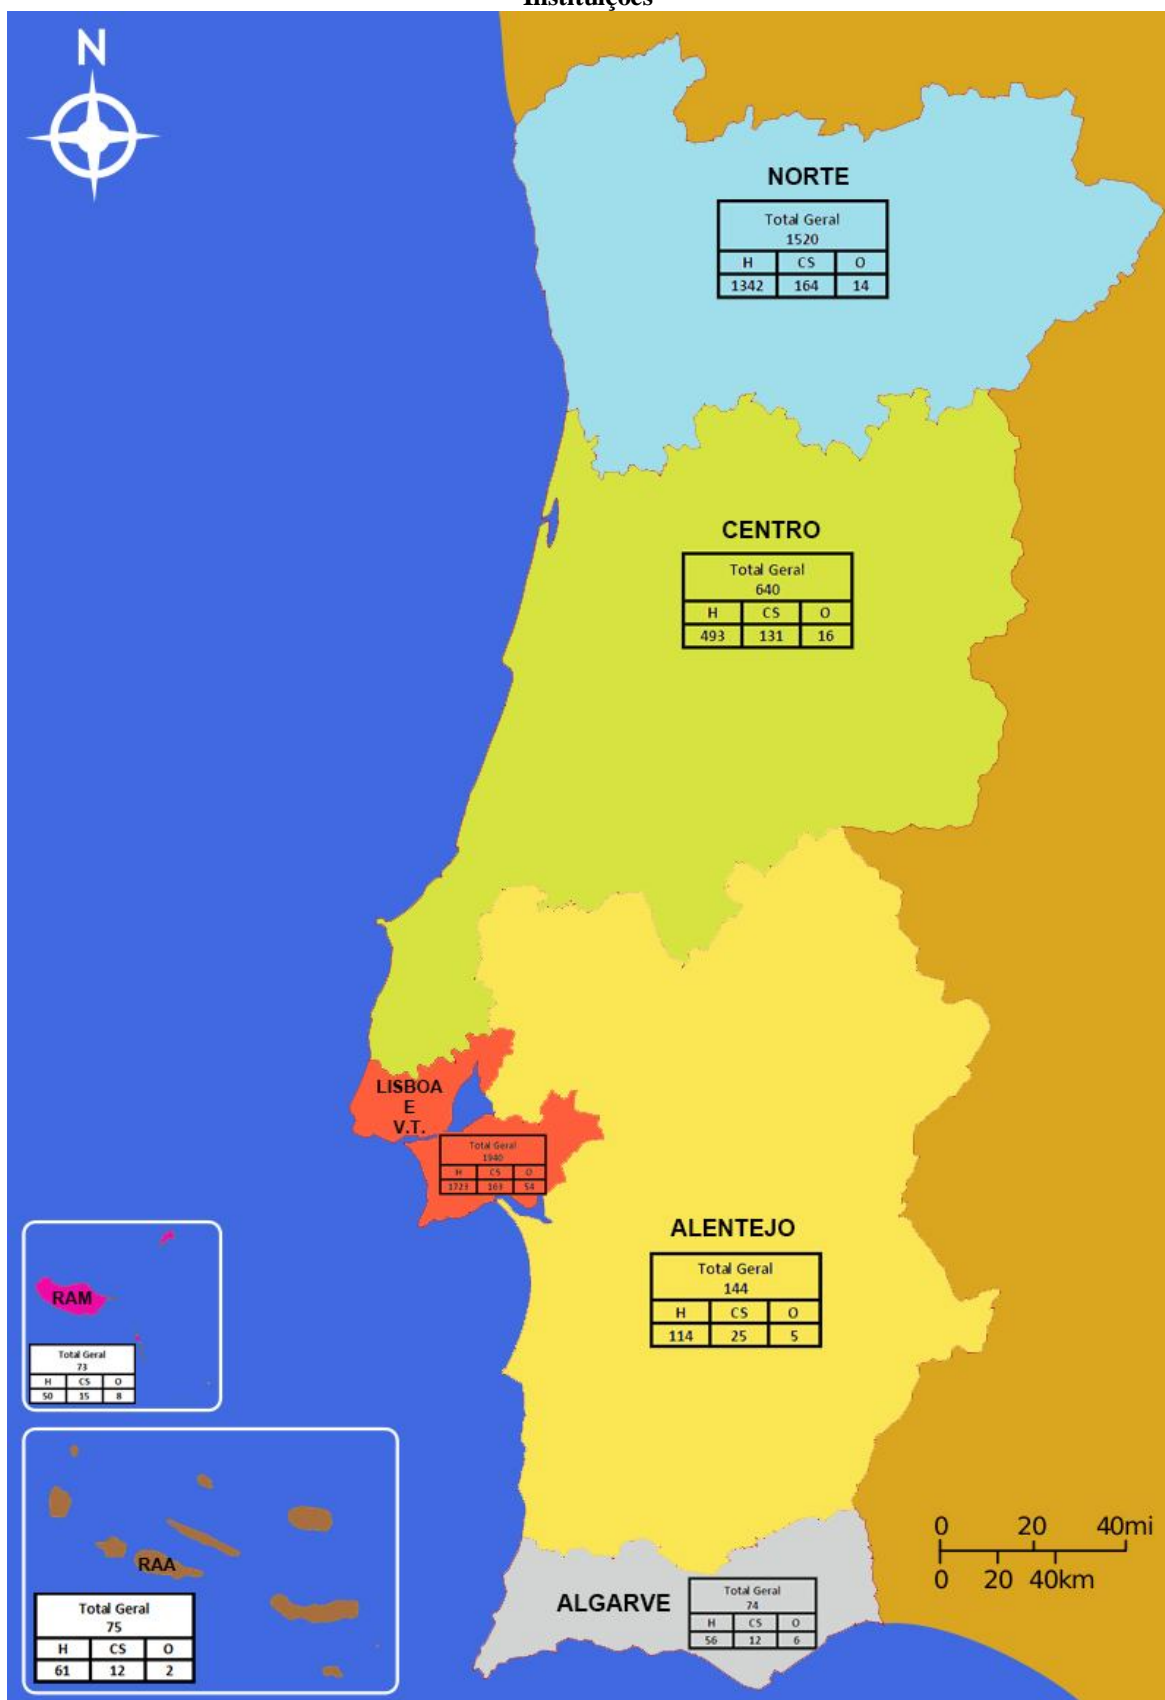 Instituições
N
NORTE
Total Geral
1520
H CS O
1342 164 14
CENTRO
Total Geral
640
H CS O
493 131 16
LISBOA
E
V.T.
Total Geral
1940
H CS O
1723 163 54
ALENTEJO
Total Geral
144
H CS O
114 25 5
RAM
Total Geral
73
H CS O
50 15 8
RAA
Total Geral
75
H CS O
61 12 2
ALGARVE
Total Geral
74
H CS O
56 12 6
0 20 40mi
0 20 40km